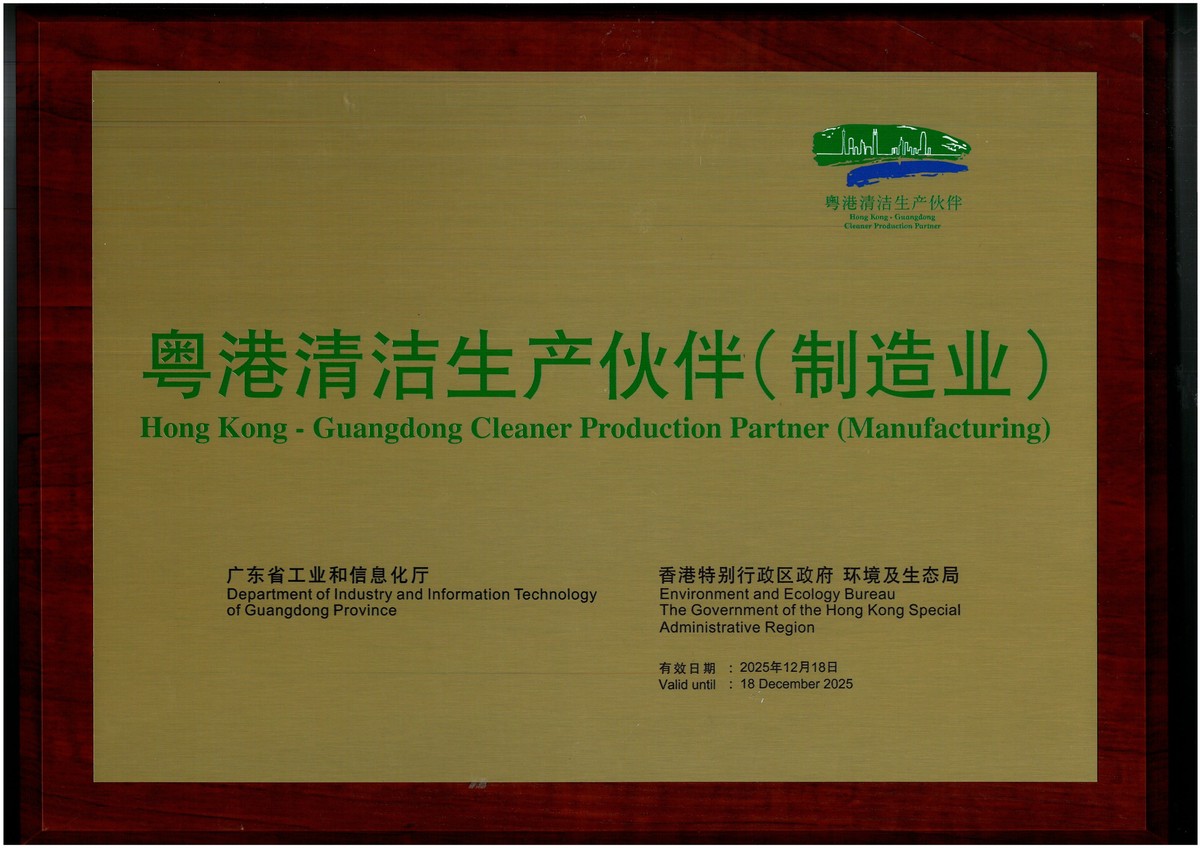 粤港清洁生产伙伴
Hong Kong - Guangdong
Cleaner Production Partner
粤港清洁生产伙伴(制造业)
Hong Kong - Guangdong Cleaner Production Partner (Manufacturing)
广东省工业和信息化厅
Department of Industry and Information Technology
of Guangdong Province
香港特别行政区政府 环境及生态局
Environment and Ecology Bureau
The Government of the Hong Kong Special
Administrative Region
有效日期 : 2025年12月18日
Valid until : 18 December 2025